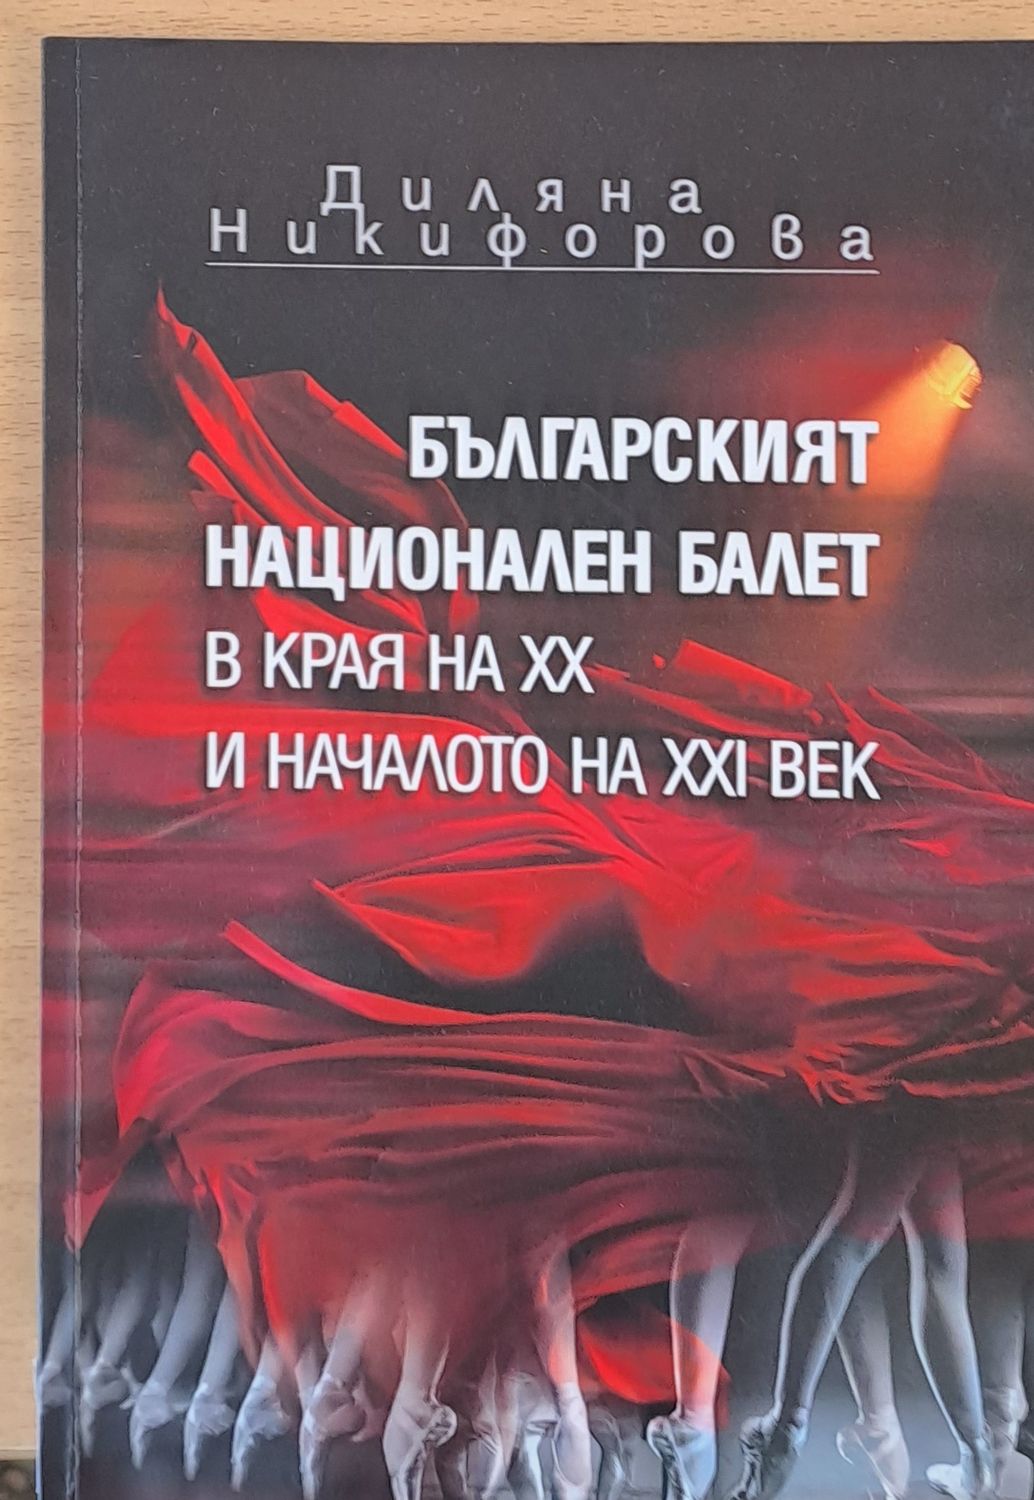 Диляна
Никифорова
БЪЛГАРСКИЯТ
НАЦИОНАЛЕН БАЛЕТ
В КРАЯ НА XX
И НАЧАЛОТО НА XXI ВЕК